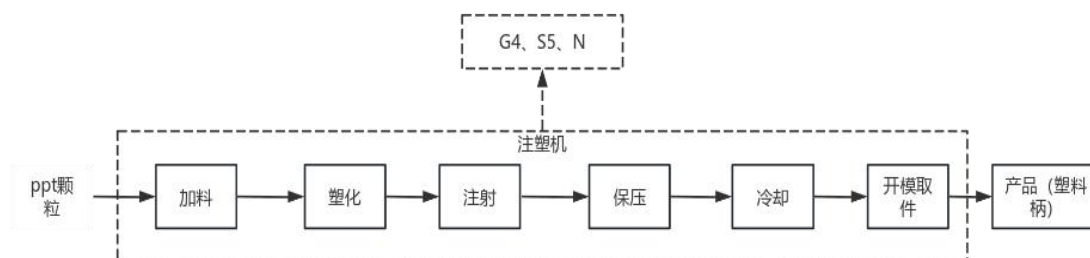 G4、S5、N
注塑机
ppt颗
粒
加料
塑化
注射
保压
冷却
开模取
件
产品（塑料
柄）